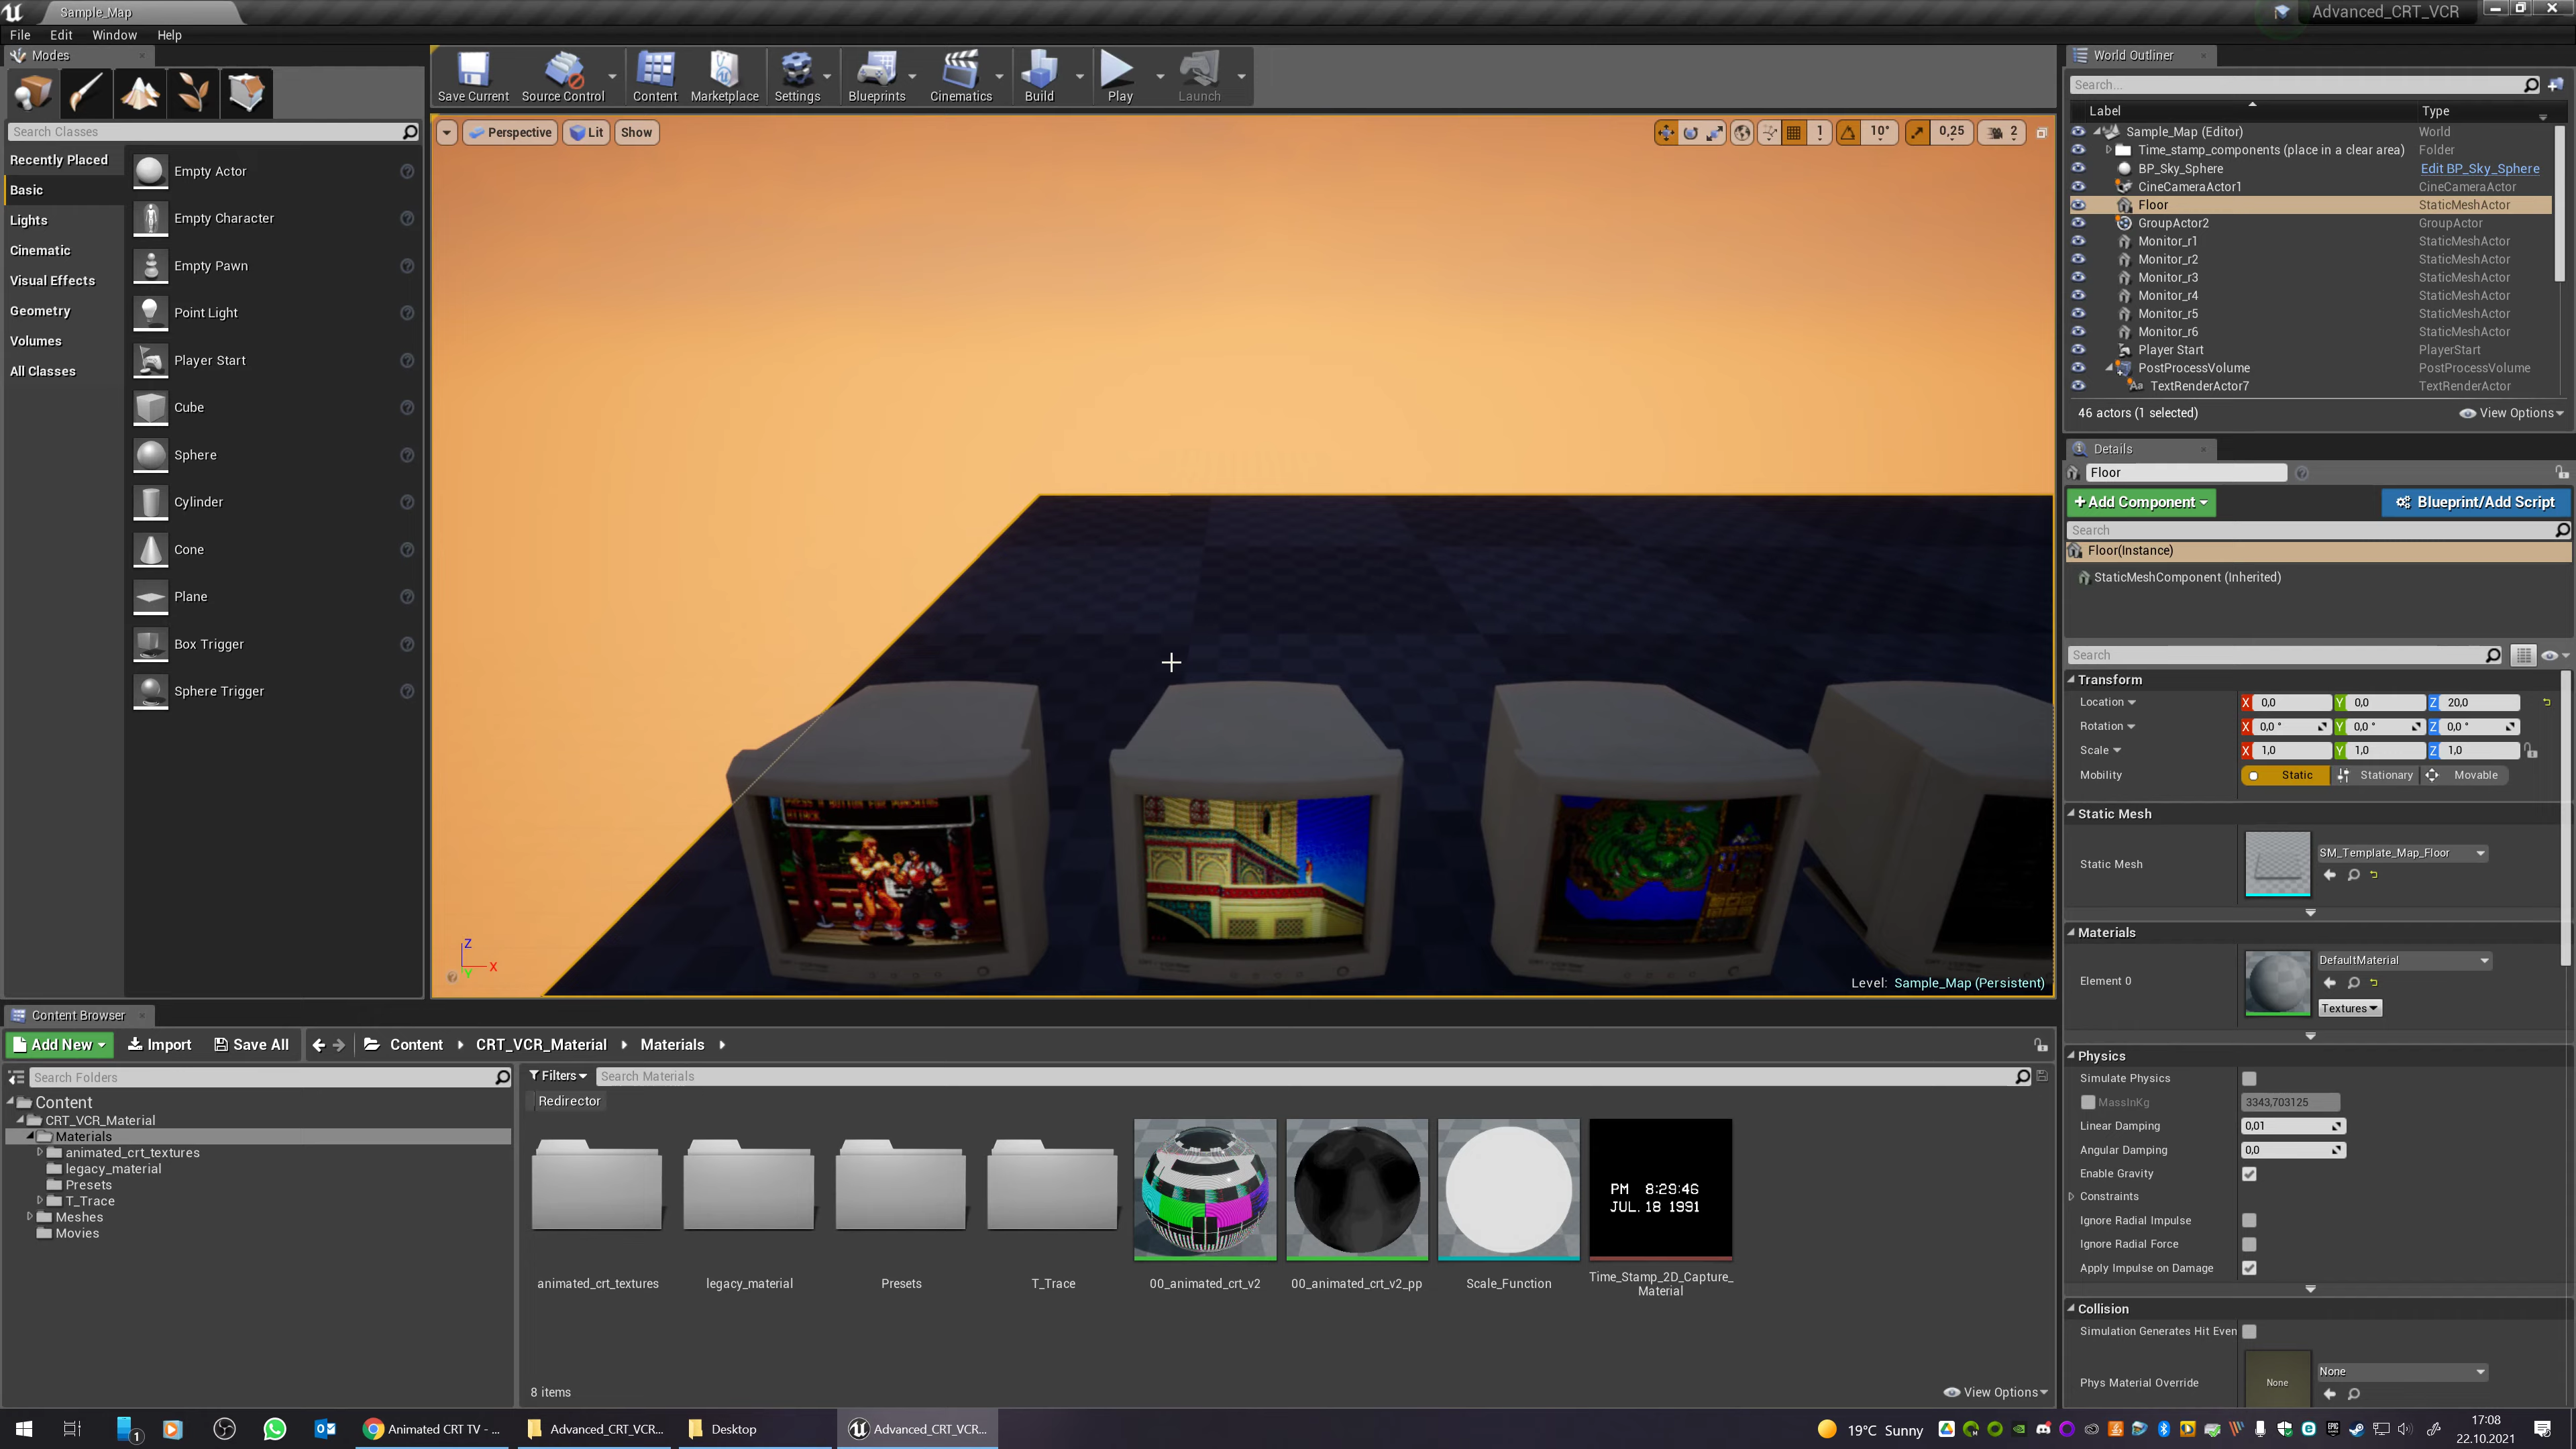 Sample_Map
Advanced_CRT_VCR
File Edit Window Help
Modes
Search Classes
Recently Placed
Basic
Lights
Cinematic
Visual Effects
Geometry
Volumes
All Classes
Empty Actor
Empty Character
Empty Pawn
Point Light
Player Start
Cube
Sphere
Cylinder
Cone
Plane
Box Trigger
Sphere Trigger
Save Current Source Control Content Marketplace Settings Blueprints Cinematics Build Play Launch
Perspective Lit Show
1 10° 0,25 2
PRESS A BUTTON FOR PUNCHING
ATTACK
Z
X
Y
Level: Sample_Map (Persistent)
World Outliner
Search...
Label Type
Sample_Map (Editor) World
Time_stamp_components (place in a clear area) Folder
BP_Sky_Sphere Edit BP_Sky_Sphere
CineCameraActor1 CineCameraActor
Floor StaticMeshActor
GroupActor2 GroupActor
Monitor_r1 StaticMeshActor
Monitor_r2 StaticMeshActor
Monitor_r3 StaticMeshActor
Monitor_r4 StaticMeshActor
Monitor_r5 StaticMeshActor
Monitor_r6 StaticMeshActor
Player Start PlayerStart
PostProcessVolume PostProcessVolume
TextRenderActor7 TextRenderActor
46 actors (1 selected) View Options
Details
Floor
+Add Component Blueprint/Add Script
Search
Floor(Instance)
StaticMeshComponent (Inherited)
Search
Transform
Location X 0,0 Y 0,0 Z 20,0
Rotation X 0,0 ° Y 0,0 ° Z 0,0 °
Scale X 1,0 Y 1,0 Z 1,0
Mobility Static Stationary Movable
Static Mesh
Static Mesh SM_Template_Map_Floor
Materials
Element 0 DefaultMaterial
Textures
Physics
Simulate Physics
MassInKg 3343,703125
Linear Damping 0,01
Angular Damping 0,0
Enable Gravity
Constraints
Ignore Radial Impulse
Ignore Radial Force
Apply Impulse on Damage
Collision
Simulation Generates Hit Even
Phys Material Override None None
Content Browser
Add New Import Save All Content CRT_VCR_Material Materials
Search Folders
Filters Search Materials
Redirector
Content
CRT_VCR_Material
Materials
animated_crt_textures
legacy_material
Presets
T_Trace
Meshes
Movies
PM 8:29:46
JUL. 18 1991
animated_crt_textures legacy_material Presets T_Trace 00_animated_crt_v2 00_animated_crt_v2_pp Scale_Function Time_Stamp_2D_Capture_
Material
8 items View Options
1 Animated CRT TV - ... Advanced_CRT_VCR... Desktop Advanced_CRT_VCR... 19°C Sunny 17:08
22.10.2021